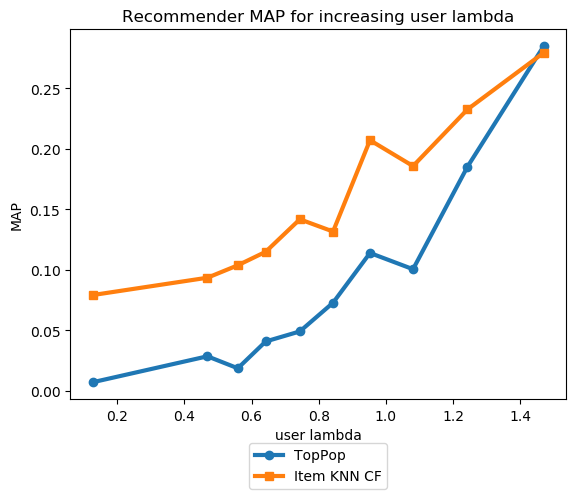 Recommender MAP for increasing user lambda
MAP
0.25
0.20
0.15
0.10
0.05
0.00
0.2 0.4 0.6 0.8 1.0 1.2 1.4
user lambda
TopPop
Item KNN CF